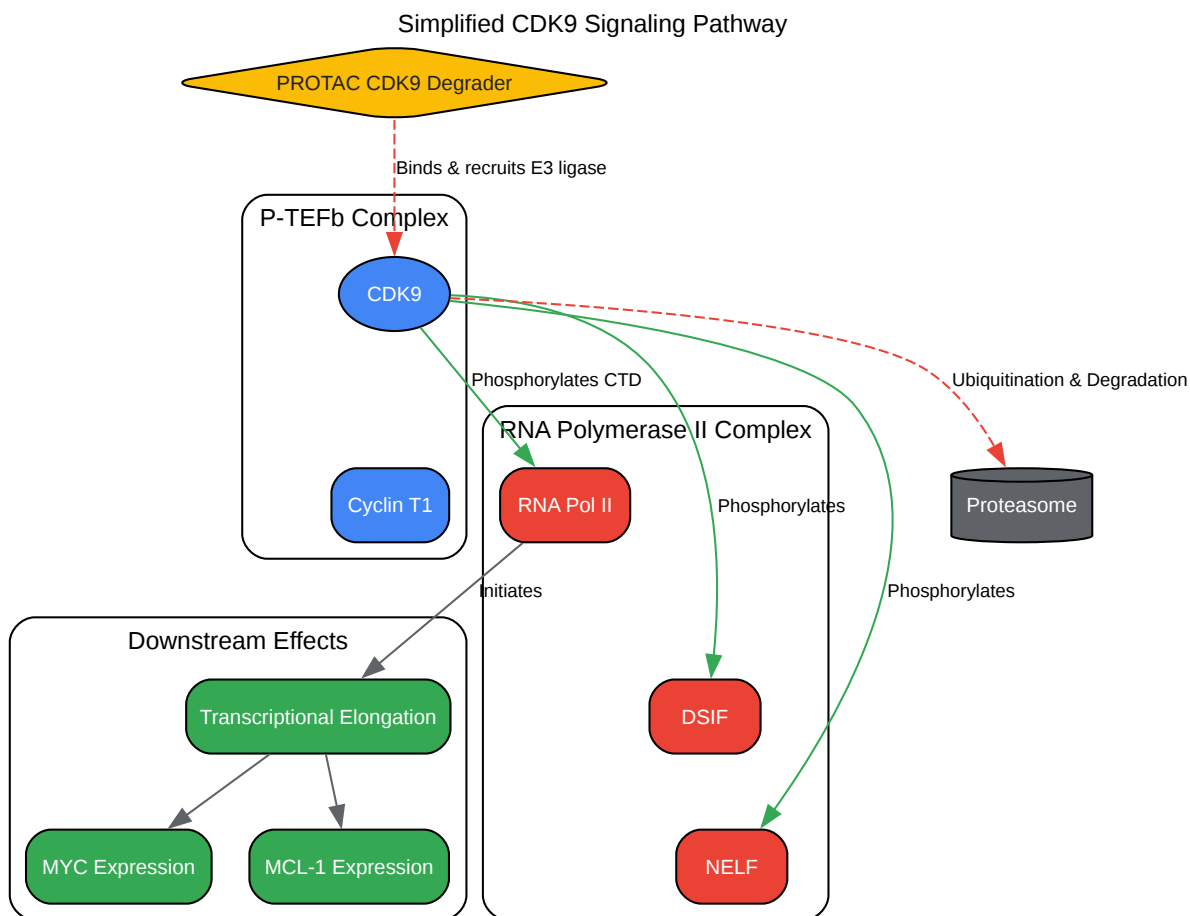 Simplified CDK9 Signaling Pathway
PROTAC CDK9 Degrader
Binds & recruits E3 ligase
P-TEFb Complex
CDK9
Phosphorylates CTD
Ubiquitination & Degradation
RNA Polymerase II Complex
Cyclin T1
RNA Pol II
Phosphorylates
Proteasome
Initiates
Phosphorylates
Downstream Effects
Transcriptional Elongation
DSIF
MYC Expression
MCL-1 Expression
NELF